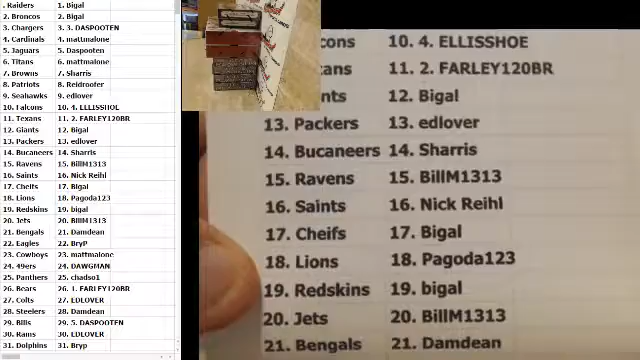 . Raiders 1. Bigal
2. Broncos 2. Bigal
3. Chargers 3. 3. DASPOOTEN
4. Cardinals 4. mattmalone
5. Jaguars 5. Daspooten
6. Titans 6. mattmalone
7. Browns 7. Sharris
8. Patriots 8. Reidroofer
9. Seahawks 9. edlover
10. Falcons 10. 4. ELLISSHOE
11. Texans 11. 2. FARLEY120BR
12. Giants 12. Bigal
13. Packers 13. edlover
14. Bucaneers 14. Sharris
15. Ravens 15. BillM1313
16. Saints 16. Nick Reihl
17. Cheifs 17. Bigal
18. Lions 18. Pagoda123
19. Redskins 19. bigal
20. Jets 20. BillM1313
21. Bengals 21. Damdean
22. Eagles 22. BryP
23. Cowboys 23. mattmalone
24. 49ers 24. DAWGMAN
25. Panthers 25. chadso1
26. Bears 26. 1. FARLEY120BR
27. Colts 27. EDLOVER
28. Steelers 28. Damdean
29. Bills 29. 5. DASPOOTEN
30. Rams 30. EDLOVER
31. Dolphins 31. Bryp
cons 10. 4. ELLISSHOE
ans 11. 2. FARLEY120BR
nts 12. Bigal
13. Packers 13. edlover
14. Bucaneers 14. Sharris
15. Ravens 15. BillM1313
16. Saints 16. Nick Reihl
17. Cheifs 17. Bigal
18. Lions 18. Pagoda123
19. Redskins 19. bigal
20. Jets 20. BillM1313
21. Bengals 21. Damdean